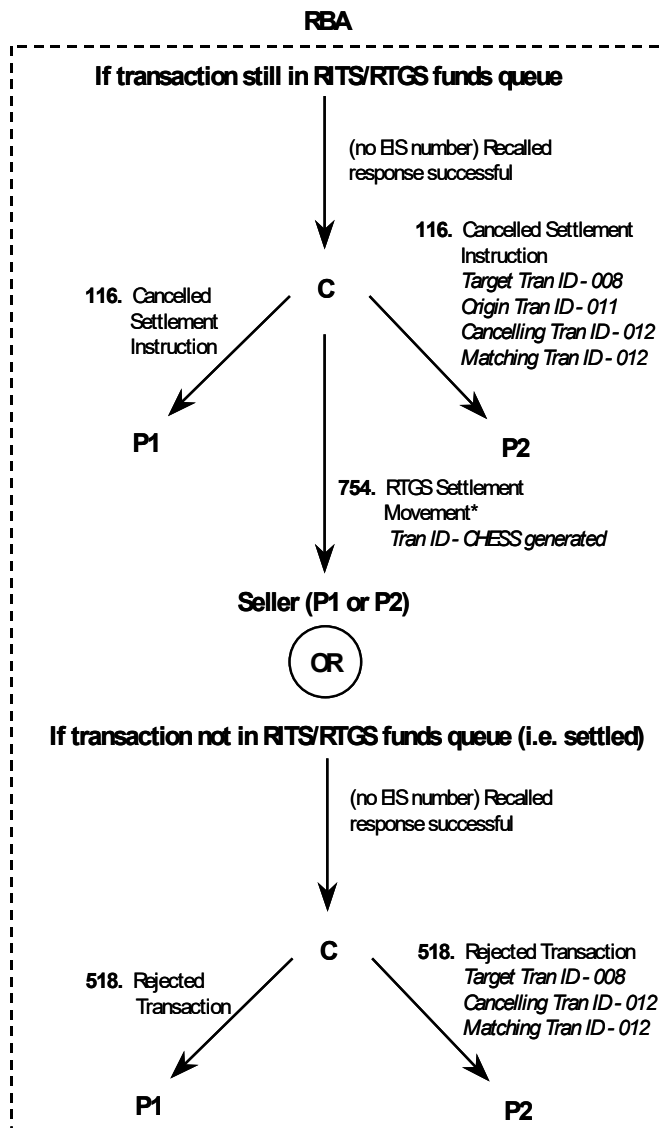 RBA
If transaction still in RITS/RTGS funds queue
(no EIS number) Recalled
response successful
116. Cancelled Settlement
Instruction
Target Tran ID - 008
Origin Tran ID - 011
Cancelling Tran ID - 012
Matching Tran ID - 012
C
116. Cancelled
Settlement
Instruction
P1
P2
754. RTGS Settlement
Movement*
Tran ID - CHESS generated
Seller (P1 or P2)
OR
If transaction not in RITS/RTGS funds queue (i.e. settled)
(no EIS number) Recalled
response successful
C
518. Rejected
Transaction
518. Rejected Transaction
Target Tran ID - 008
Cancelling Tran ID - 012
Matching Tran ID - 012
P1
P2